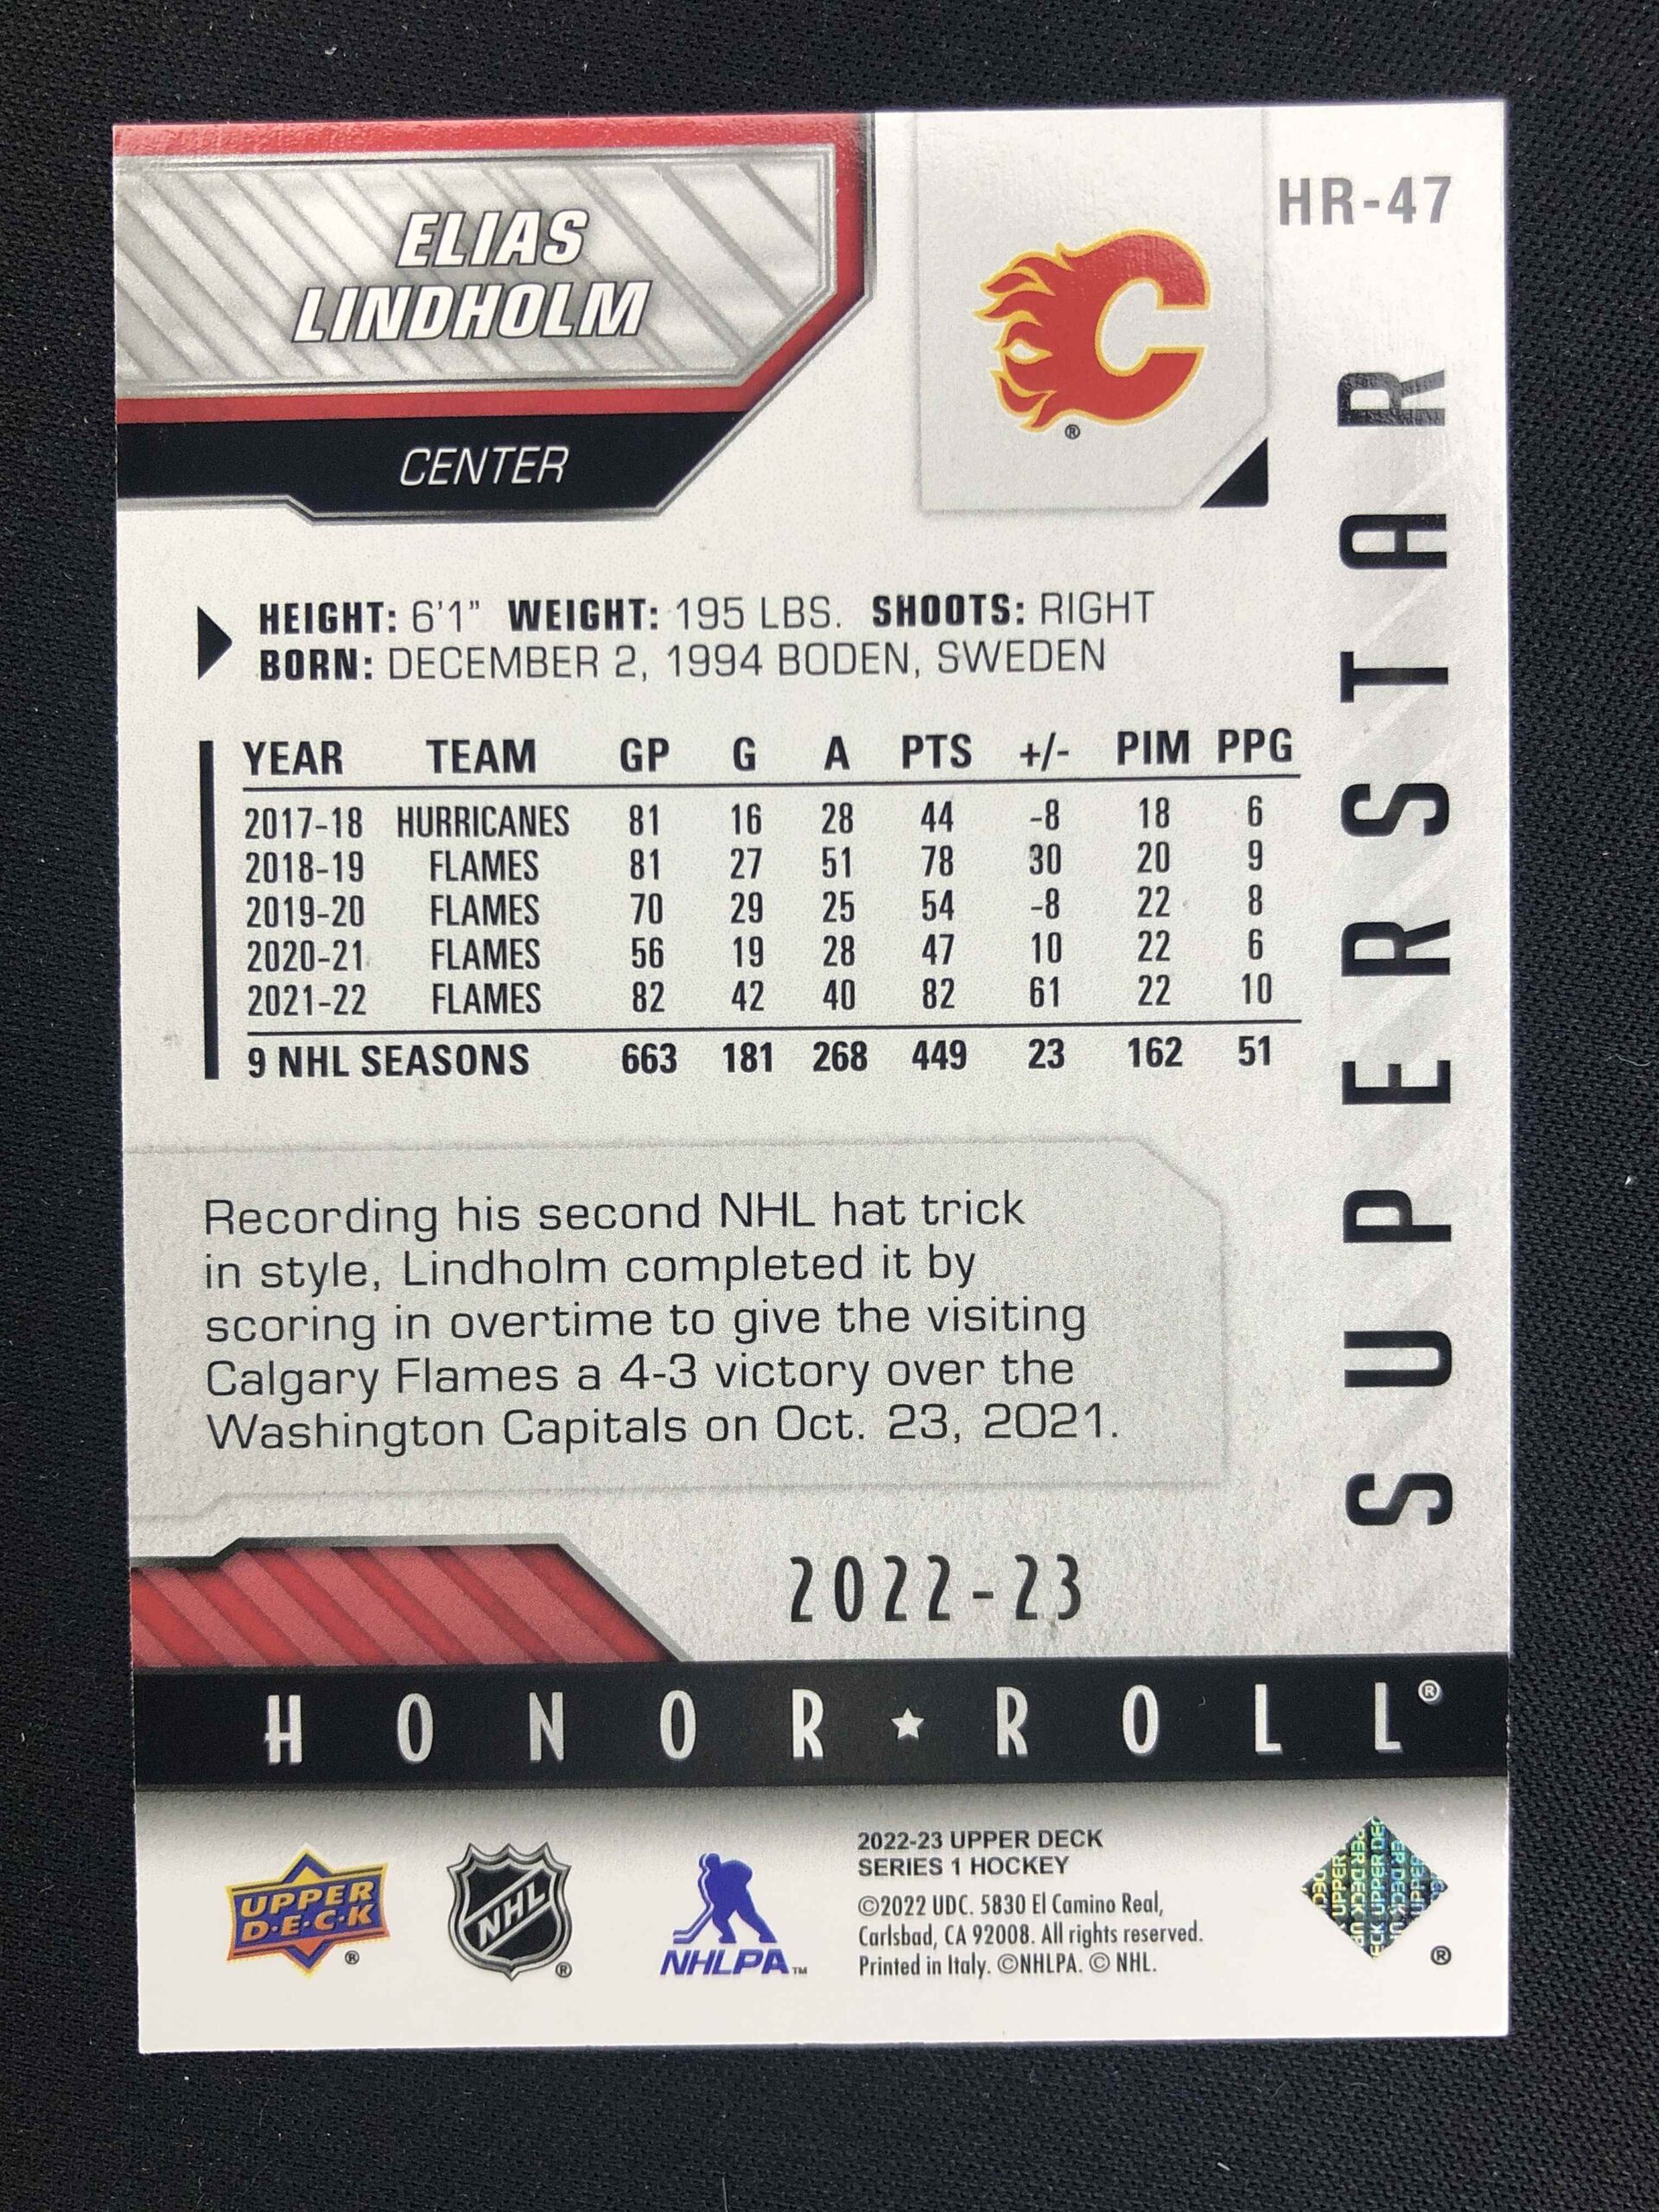 ELIAS
LINDHOLM
HR-47
CENTER
®
SUPERSTAR
HEIGHT: 6'1" WEIGHT: 195 LBS. SHOOTS: RIGHT
BORN: DECEMBER 2, 1994 BODEN, SWEDEN
YEAR TEAM GP G A PTS +/- PIM PPG
2017-18 HURRICANES 81 16 28 44 -8 18 6
2018-19 FLAMES 81 27 51 78 30 20 9
2019-20 FLAMES 70 29 25 54 -8 22 8
2020-21 FLAMES 56 19 28 47 10 22 6
2021-22 FLAMES 82 42 40 82 61 22 10
9 NHL SEASONS 663 181 268 449 23 162 51
Recording his second NHL hat trick
in style, Lindholm completed it by
scoring in overtime to give the visiting
Calgary Flames a 4-3 victory over the
Washington Capitals on Oct. 23, 2021.
2022-23
HONOR ★ ROLL®
UPPER
D·E·C·K
®
NHL
®
NHLPA™
2022-23 UPPER DECK
SERIES 1 HOCKEY
©2022 UDC. 5830 El Camino Real,
Carlsbad, CA 92008. All rights reserved.
Printed in Italy. ©NHLPA. © NHL.
UPPER DECK
®